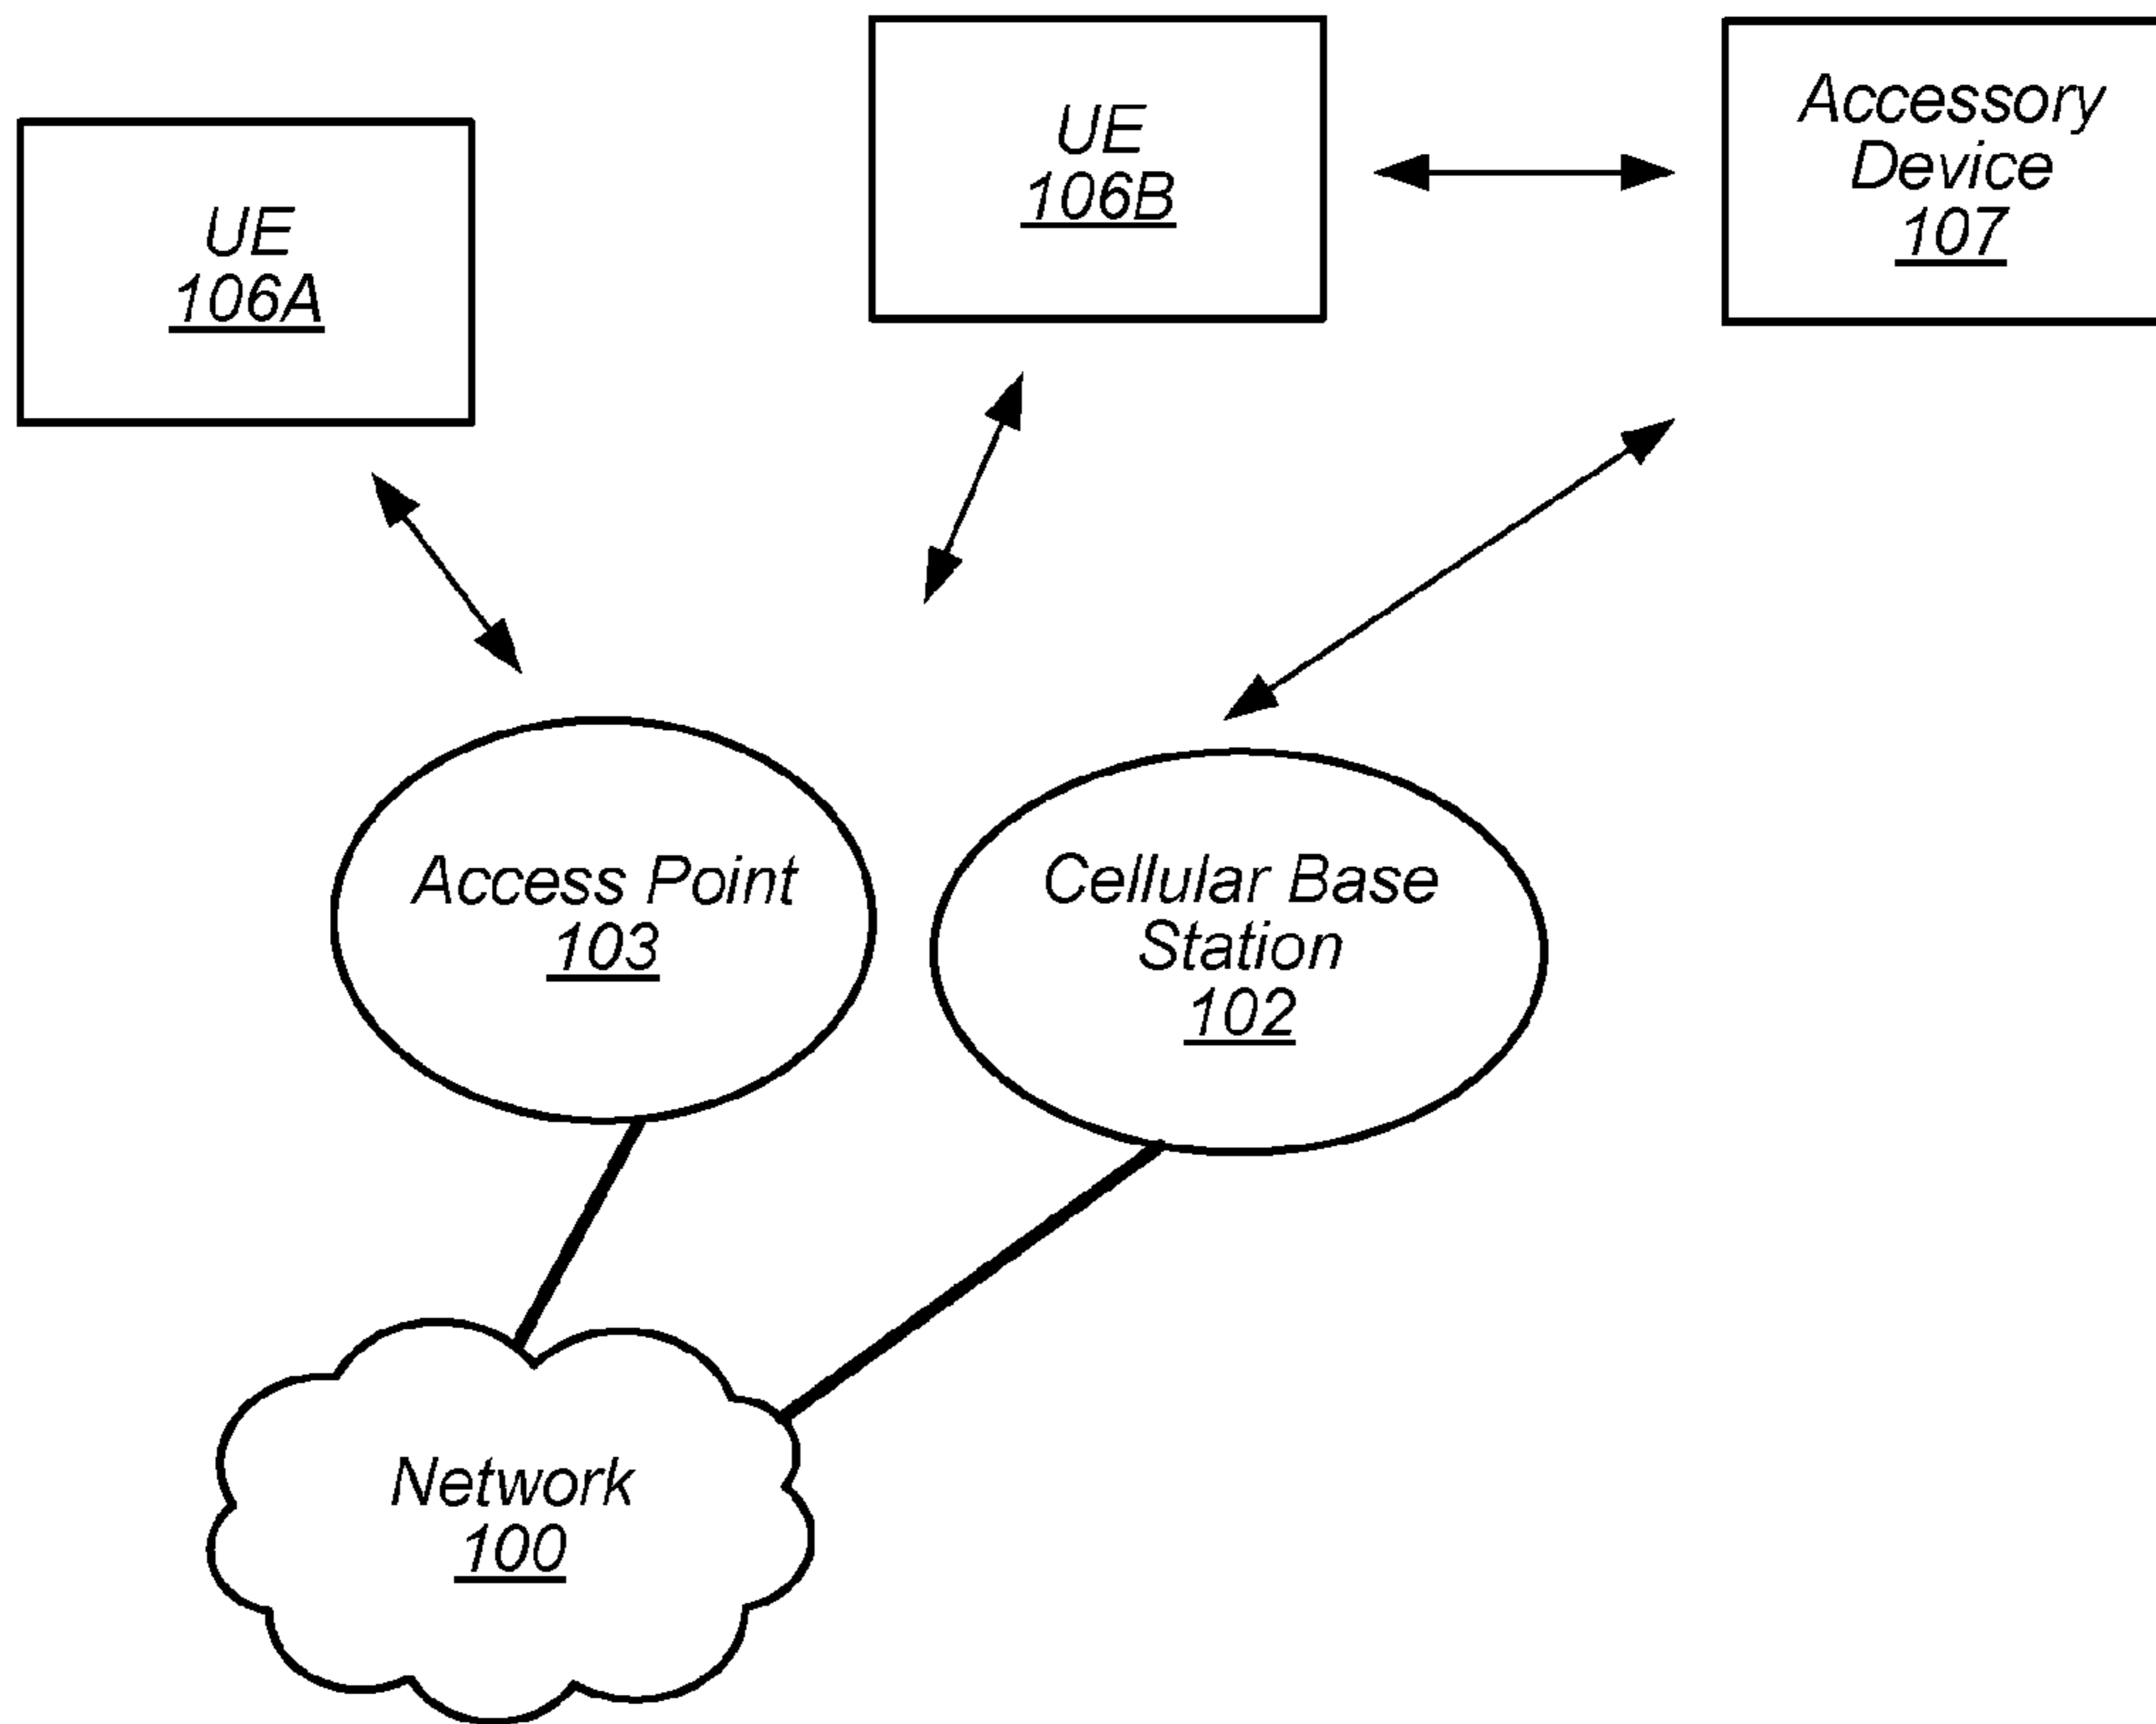 UE
106A
UE
106B
Accessory
Device
107
Access Point
103
Cellular Base
Station
102
Network
100